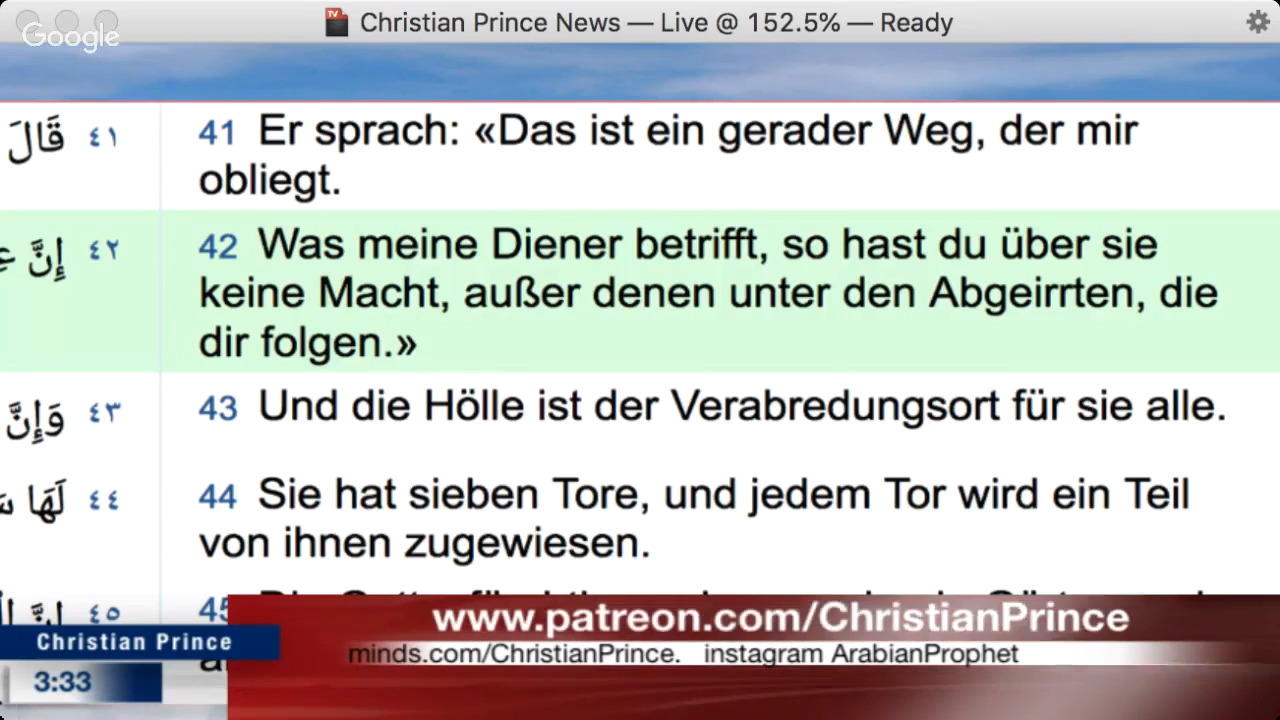 Christian Prince News — Live @ 152.5% — Ready
Google
قَالَ ٤١ 41 Er sprach: «Das ist ein gerader Weg, der mir
obliegt.
إِنَّ ٤٢ 42 Was meine Diener betrifft, so hast du über sie
keine Macht, außer denen unter den Abgeirrten, die
dir folgen.»
وَإِنَّ ٤٣ 43 Und die Hölle ist der Verabredungsort für sie alle.
لَهَا ٤٤ 44 Sie hat sieben Tore, und jedem Tor wird ein Teil
von ihnen zugewiesen.
إِنَّ ٤٥ 45
www.patreon.com/ChristianPrince
Christian Prince
minds.com/ChristianPrince. instagram ArabianProphet
3:33